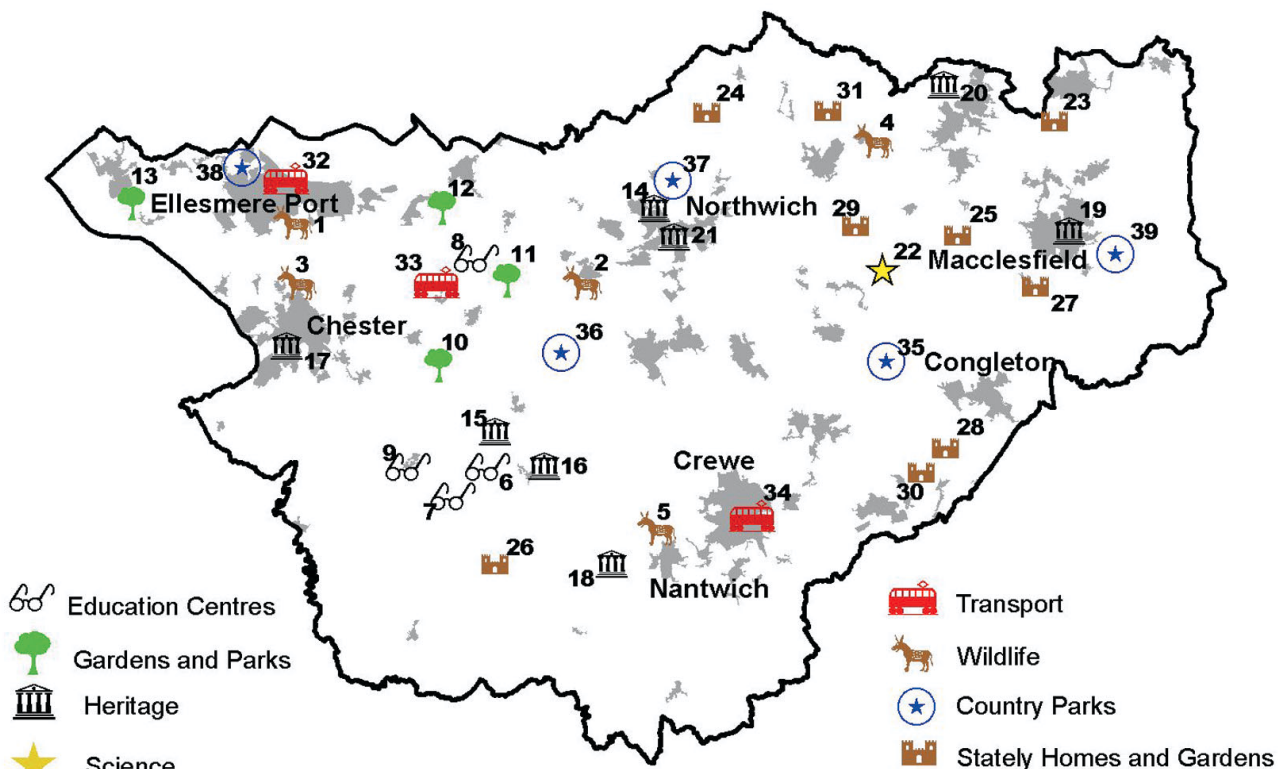 24
31
20
23
4
38
32
37
13
Ellesmere Port
12
14
Northwich
1
29
25
19
21
39
8
3
33
11
2
22
Macclesfield
27
Chester
36
35
Congleton
17
10
15
28
9
16
Crewe
6
30
7
34
5
26
18
Nantwich
Education Centres
Gardens and Parks
Heritage
Science
Transport
Wildlife
Country Parks
Stately Homes and Gardens